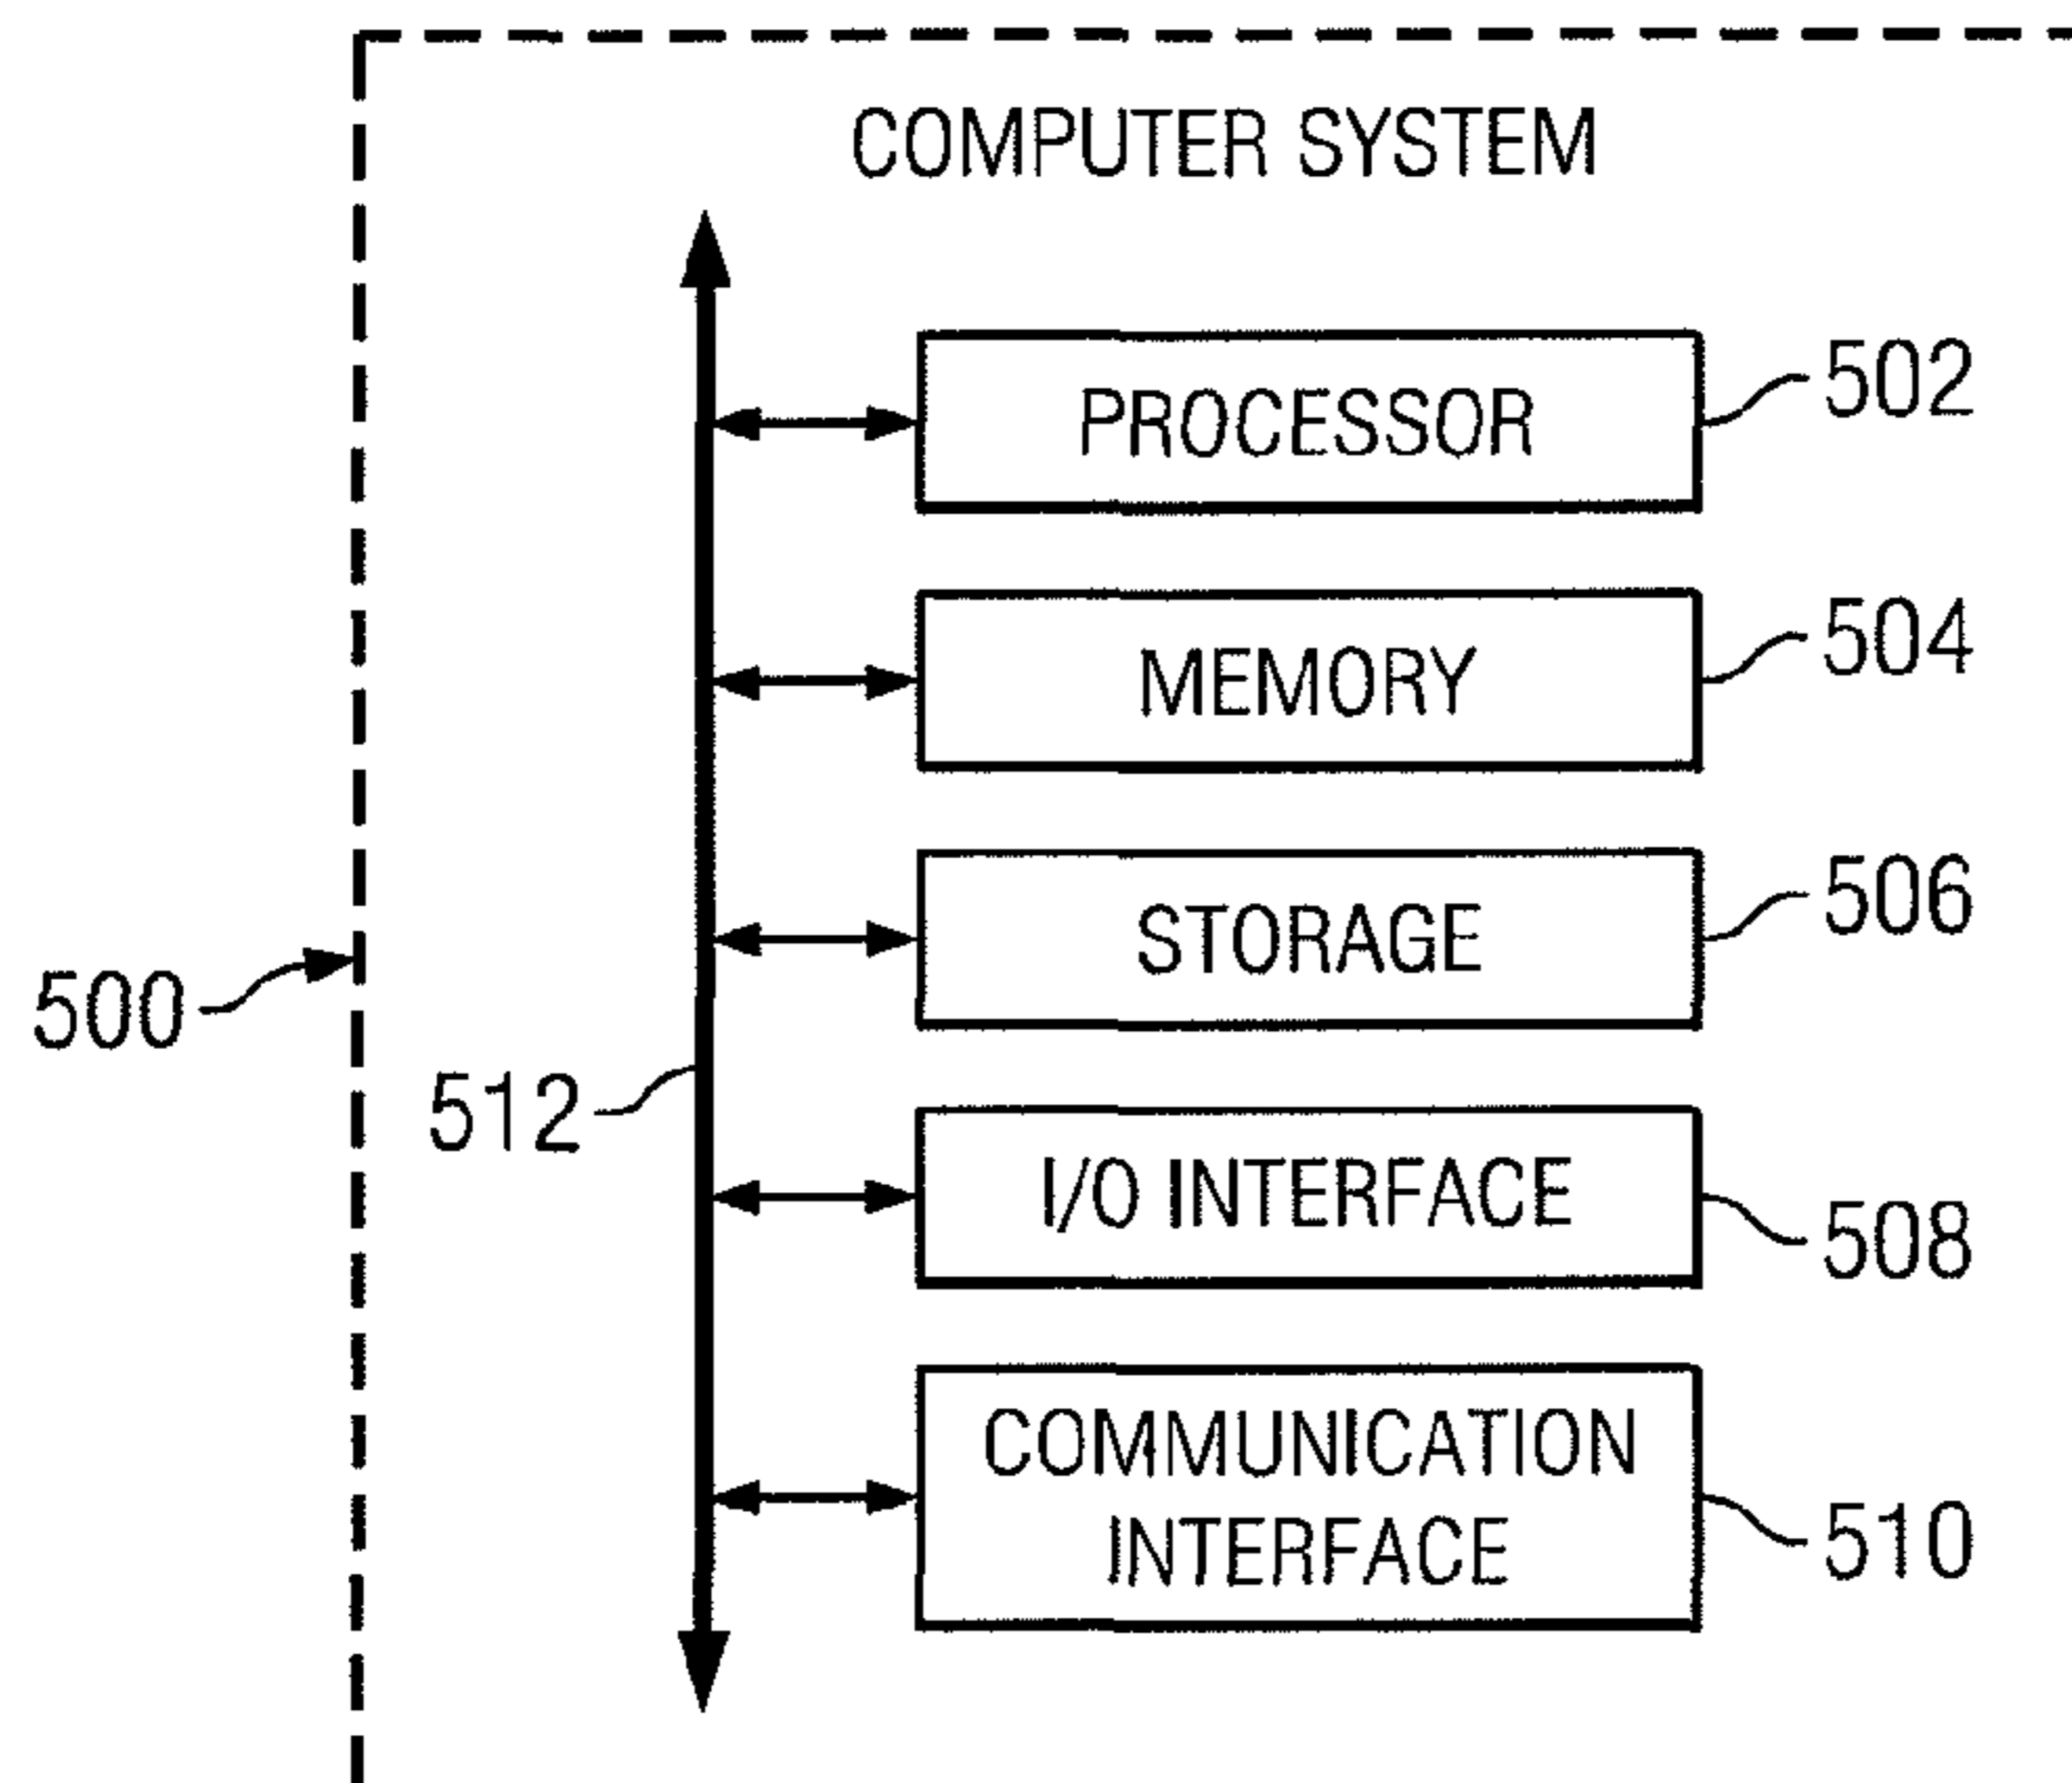 COMPUTER SYSTEM
PROCESSOR
502
MEMORY
504
STORAGE
506
500
512
I/O INTERFACE
508
COMMUNICATION
INTERFACE
510